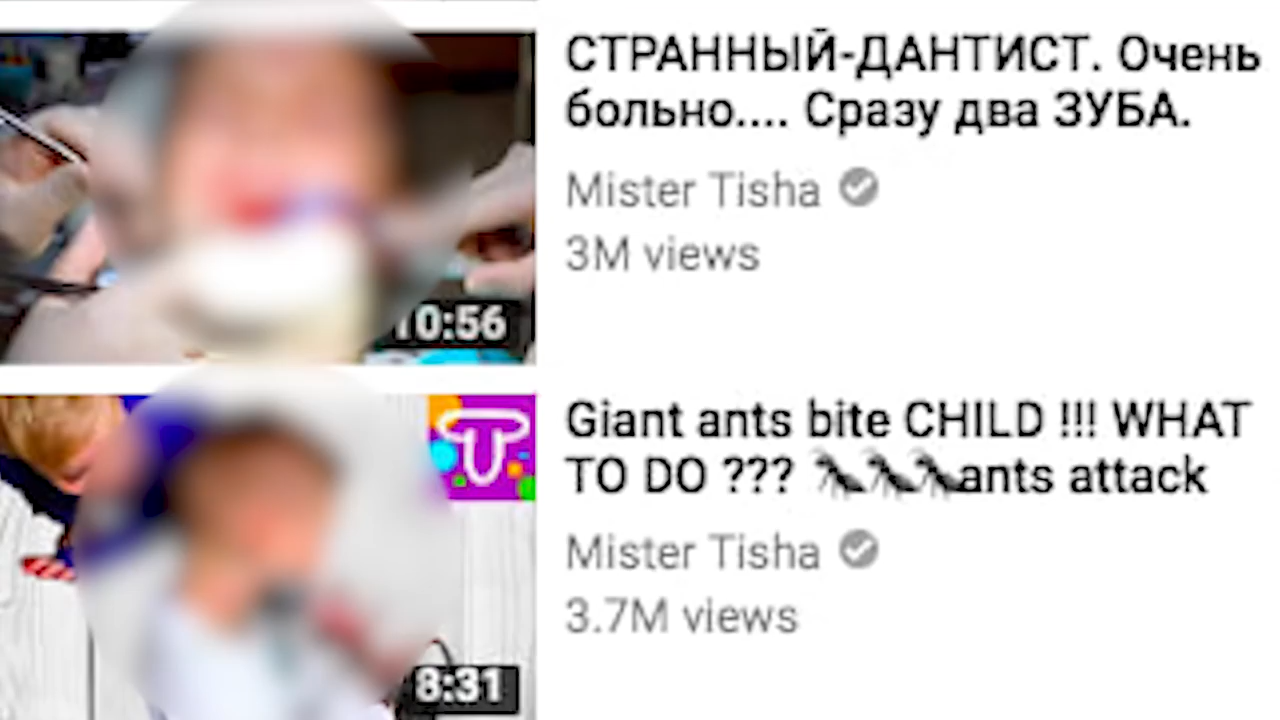 СТРАННЫЙ-ДАНТИСТ. Очень
больно.... Сразу два ЗУБА.
Mister Tisha
3M views
10:56
Giant ants bite CHILD !!! WHAT
TO DO ??? 🐜🐜🐜ants attack
Mister Tisha
3.7M views
8:31